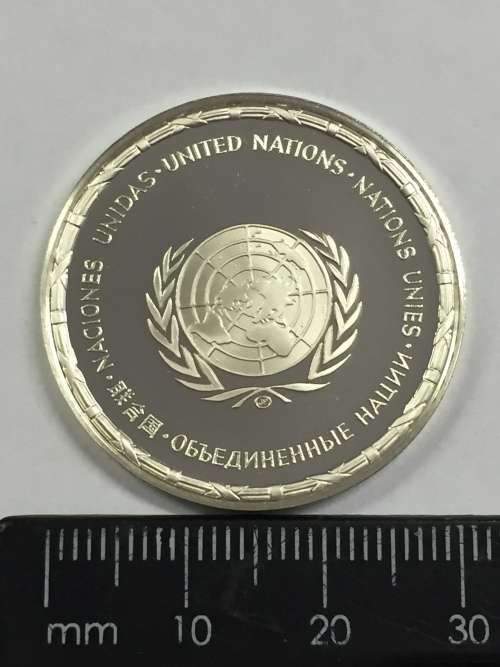 ·UNITED NATIONS·NATIONS UNIES·ОБЪЕДИНЕННЫЕ НАЦИИ·联合国·NACIONES UNIDAS
mm 10 20 30